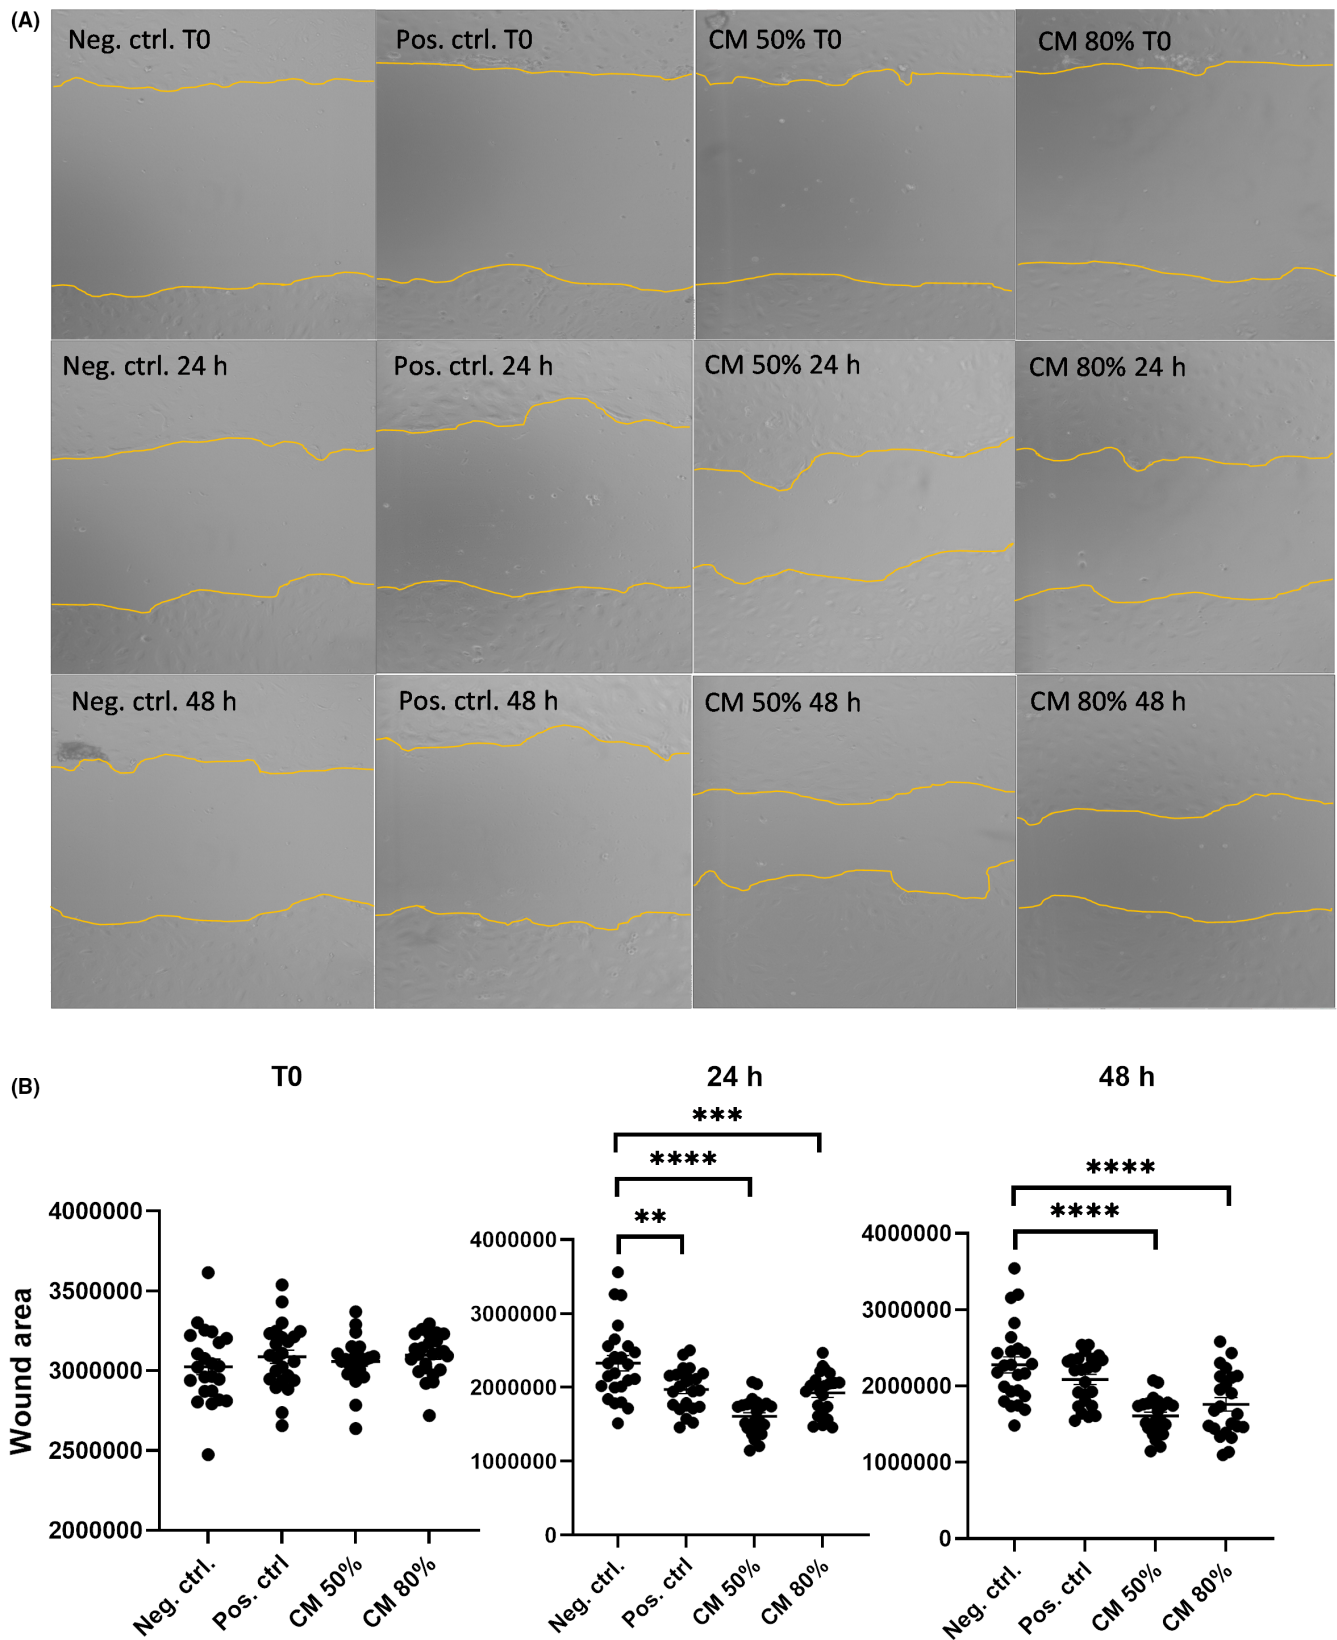 (A)
Neg. ctrl. T0
Pos. ctrl. T0
CM 50% T0
CM 80% T0
Neg. ctrl. 24 h
Pos. ctrl. 24 h
CM 50% 24 h
CM 80% 24 h
Neg. ctrl. 48 h
Pos. ctrl. 48 h
CM 50% 48 h
CM 80% 48 h
(B)
T0
Wound area
4000000
3500000
3000000
2500000
2000000
Neg. ctrl.
Pos. ctrl
CM 50%
CM 80%
24 h
***
****
**
4000000
3000000
2000000
1000000
0
Neg. ctrl.
Pos. ctrl
CM 50%
CM 80%
48 h
****
****
4000000
3000000
2000000
1000000
0
Neg. ctrl.
Pos. ctrl
CM 50%
CM 80%